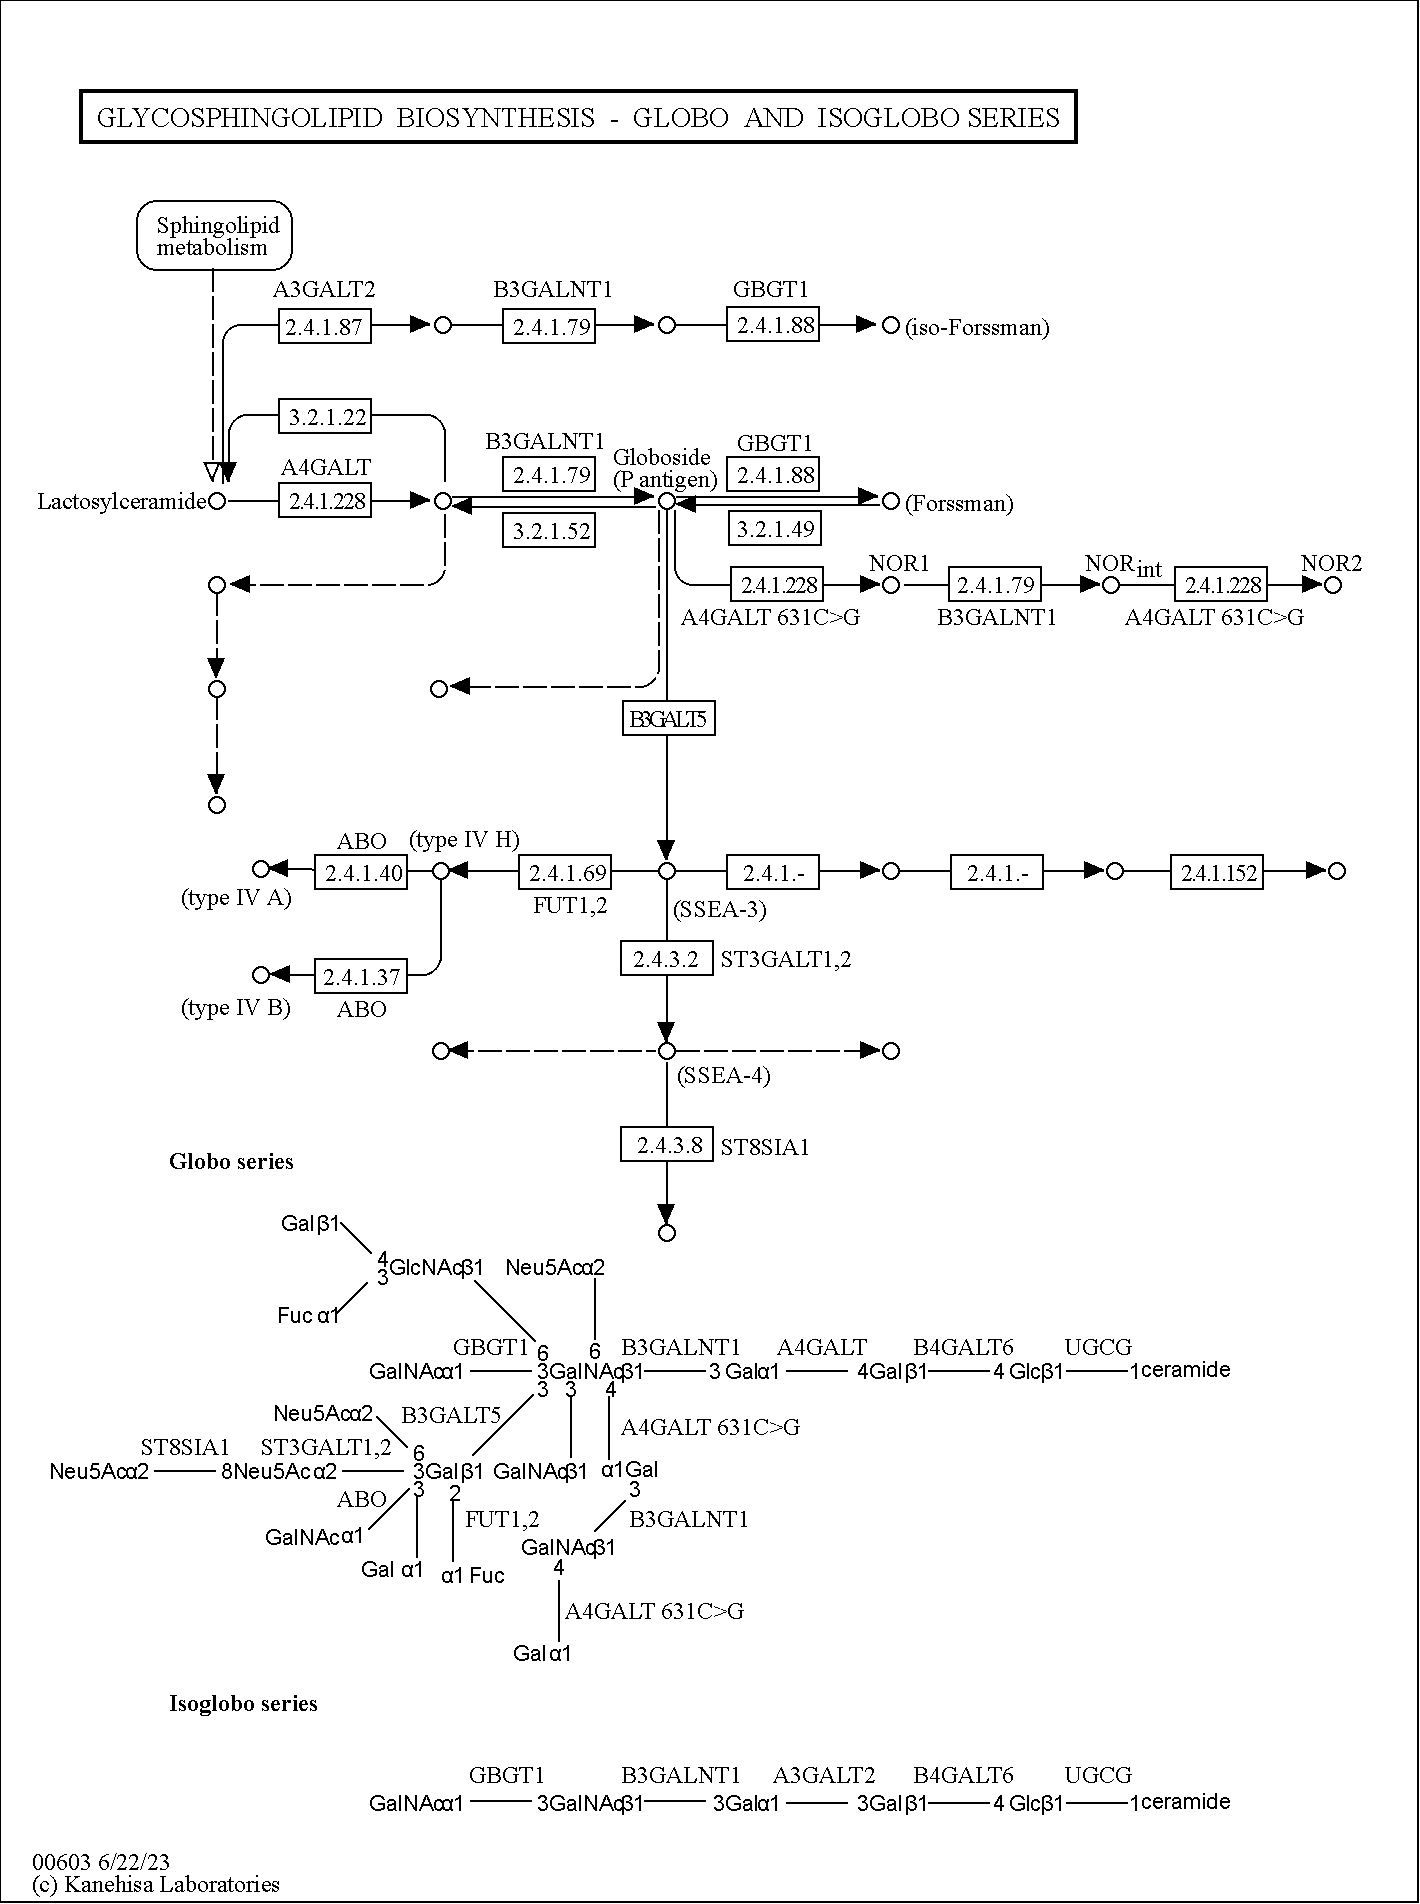 GLYCOSPHINGOLIPID BIOSYNTHESIS - GLOBO AND ISOGLOBO SERIES
Sphingolipid
metabolism
A3GALT2
B3GALNT1
GBGT1
2.4.1.87
2.4.1.79
2.4.1.88
(iso-Forssman)
3.2.1.22
B3GALNT1
Globoside
(P antigen)
GBGT1
A4GALT
2.4.1.79
2.4.1.88
Lactosylceramide
2.4.1.228
(Forssman)
3.2.1.52
3.2.1.49
NOR1
NORint
NOR2
2.4.1.228
2.4.1.79
2.4.1.228
A4GALT 631C>G
B3GALNT1
A4GALT 631C>G
B3GALT5
ABO
(type IV H)
2.4.1.40
2.4.1.69
2.4.1.-
2.4.1.-
2.4.1.152
(type IV A)
FUT1,2
(SSEA-3)
2.4.3.2
ST3GALT1,2
2.4.1.37
(type IV B)
ABO
(SSEA-4)
2.4.3.8
ST8SIA1
Globo series
Galβ1
4
3
GlcNAcβ1
Neu5Acα2
Fuc α1
GBGT1
6
6
B3GALNT1
A4GALT
B4GALT6
UGCG
GalNAcα1
3GalNAcβ1
3 Galα1
4Galβ1
4 Glcβ1
1ceramide
3
3
4
Neu5Acα2
B3GALT5
A4GALT 631C>G
ST8SIA1
ST3GALT1,2
6
Neu5Acα2
8Neu5Acα2
3Galβ1
GalNAcβ1
α1Gal
3
2
3
ABO
FUT1,2
B3GALNT1
GalNAcα1
GalNAcβ1
Gal α1
α1 Fuc
4
A4GALT 631C>G
Gal α1
Isoglobo series
GBGT1
B3GALNT1
A3GALT2
B4GALT6
UGCG
GalNAcα1
3GalNAcβ1
3Galα1
3Galβ1
4 Glcβ1
1ceramide
00603 6/22/23
(c) Kanehisa Laboratories